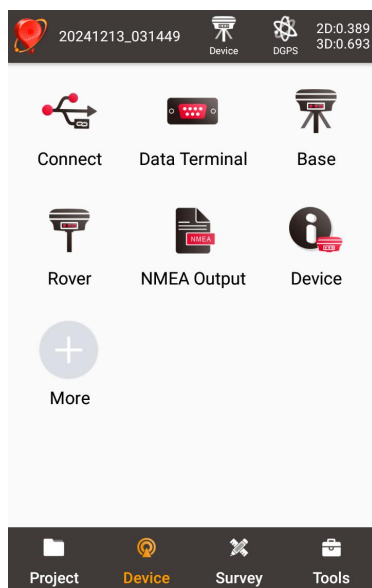 20241213_031449
Device
DGPS
2D:0.389
3D:0.693
Connect
Data Terminal
Base
Rover
NMEA
NMEA Output
Device
More
Project
Device
Survey
Tools